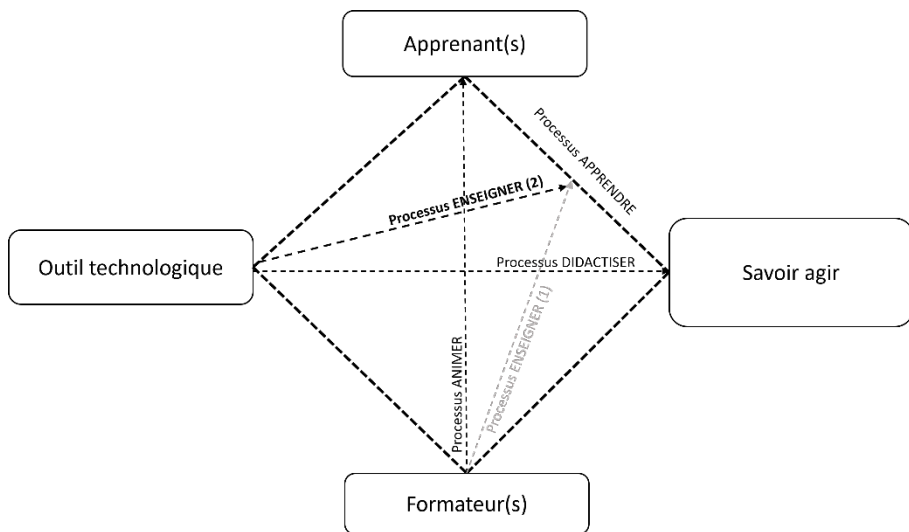 Apprenant(s)
Processus APPRENDRE
Processus ENSEIGNER (2)
Outil technologique
Processus DIDACTISER
Savoir agir
Processus ENSEIGNER (1)
Processus ANIMER
Formateur(s)